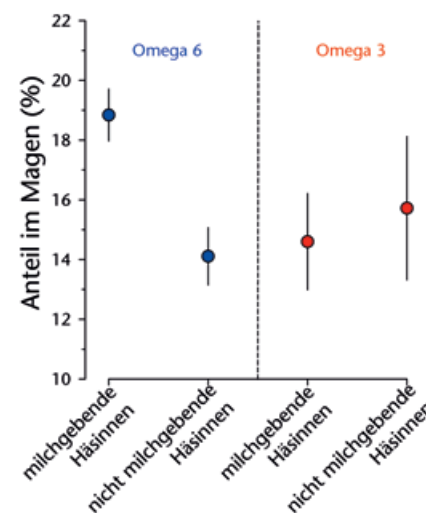 22
20
18
16
14
12
10
Anteil im Magen (%)
Omega 6
Omega 3
milchgebende
Häsinnen
nicht milchgebende
Häsinnen
milchgebende
Häsinnen
nicht milchgebende
Häsinnen